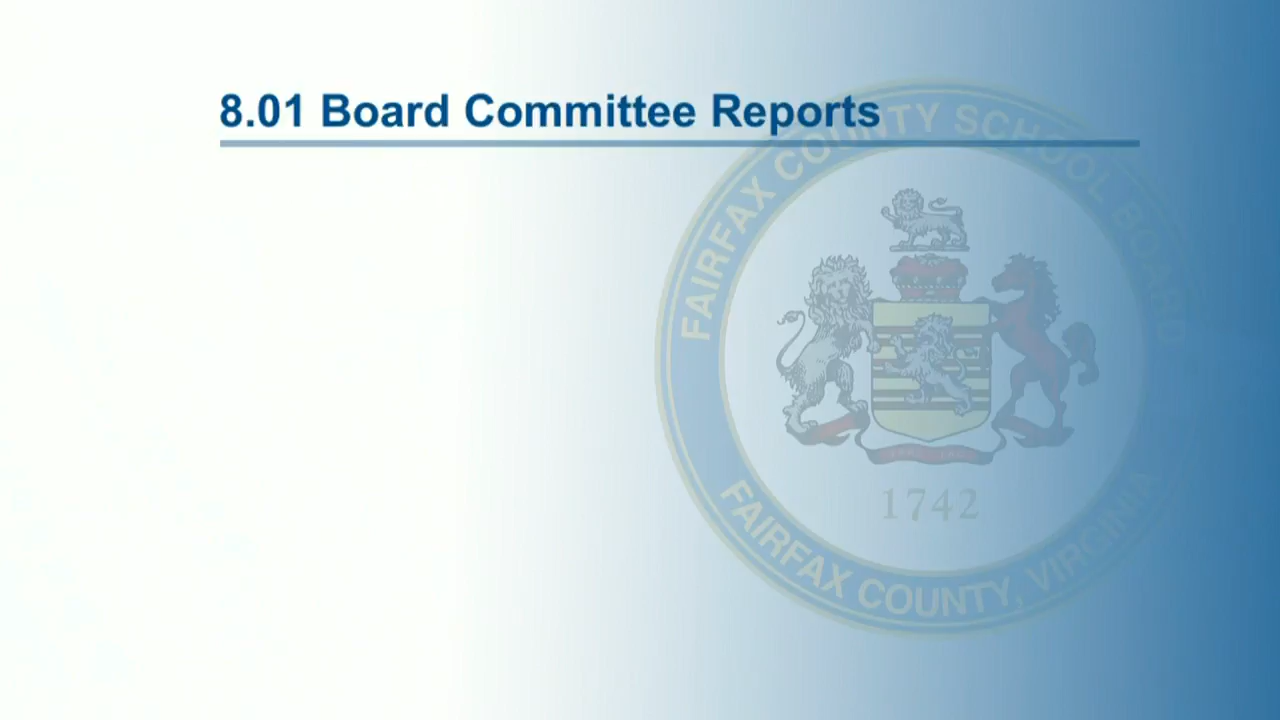 8.01 Board Committee Reports
FAIRFAX COUNTY SCHOOL BOARD
1742
FAIRFAX COUNTY, VIRGINIA